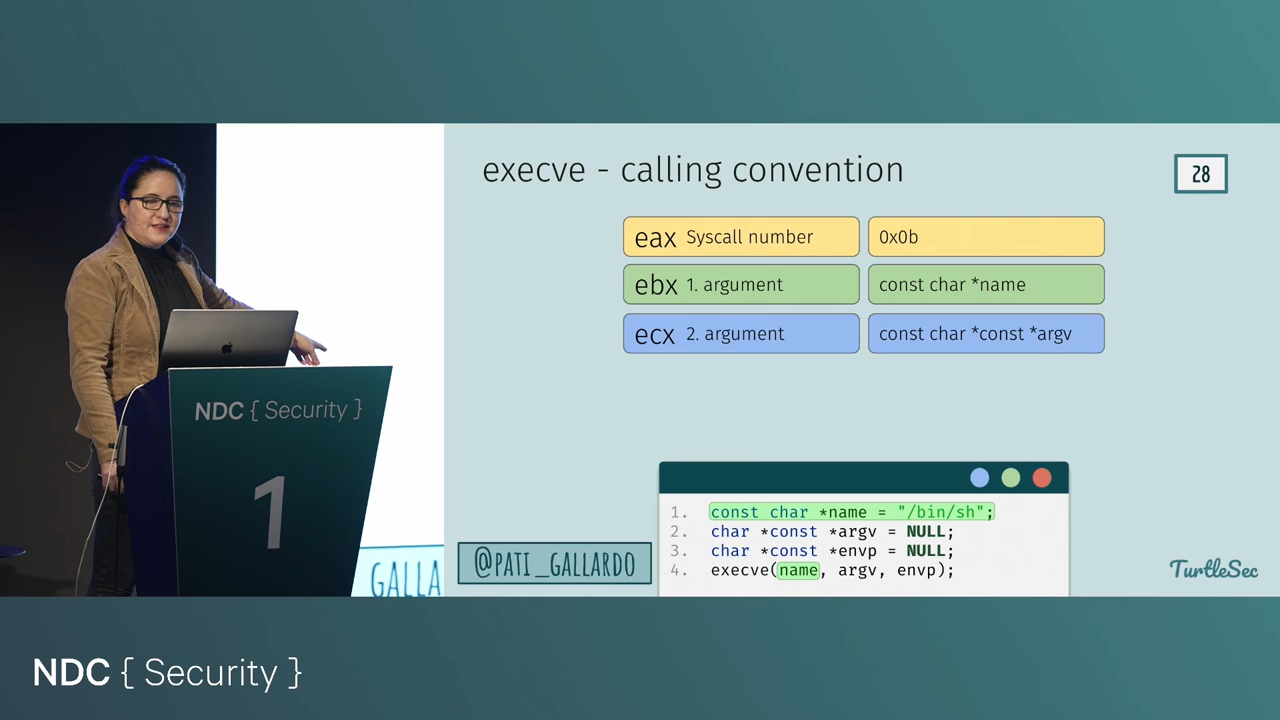 execve - calling convention
28
eax Syscall number 0x0b
ebx 1. argument const char *name
ecx 2. argument const char *const *argv
1. const char *name = "/bin/sh";
2. char *const *argv = NULL;
3. char *const *envp = NULL;
4. execve(name, argv, envp);
@PATI_GALLARDO
TurtleSec
NDC { Security }
1
GALLA
NDC { Security }